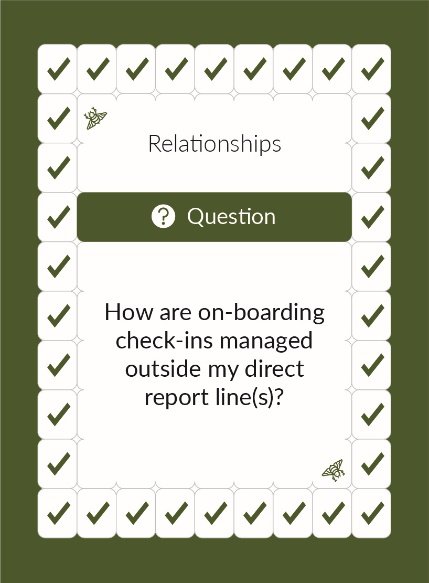 Relationships
? Question
How are on-boarding
check-ins managed
outside my direct
report line(s)?